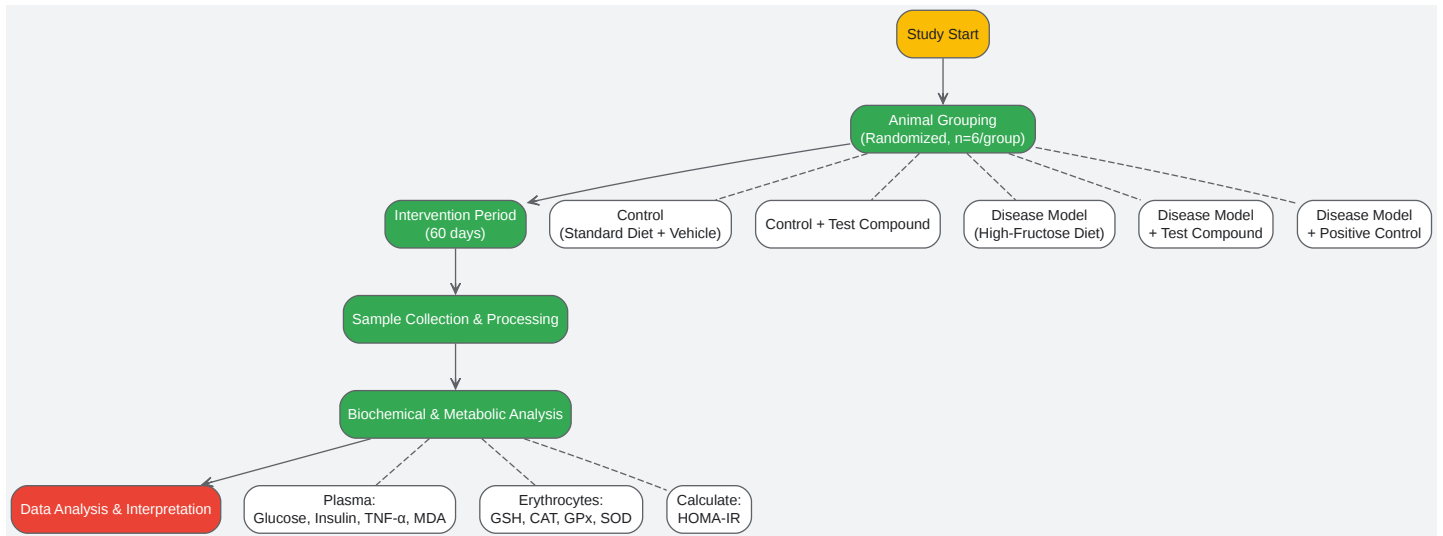 Study Start
Animal Grouping
(Randomized, n=6/group)
Intervention Period
(60 days)
Control
(Standard Diet + Vehicle)
Control + Test Compound
Disease Model
(High-Fructose Diet)
Disease Model
+ Test Compound
Disease Model
+ Positive Control
Sample Collection & Processing
Biochemical & Metabolic Analysis
Data Analysis & Interpretation
Plasma:
Glucose, Insulin, TNF-α, MDA
Erythrocytes:
GSH, CAT, GPx, SOD
Calculate:
HOMA-IR